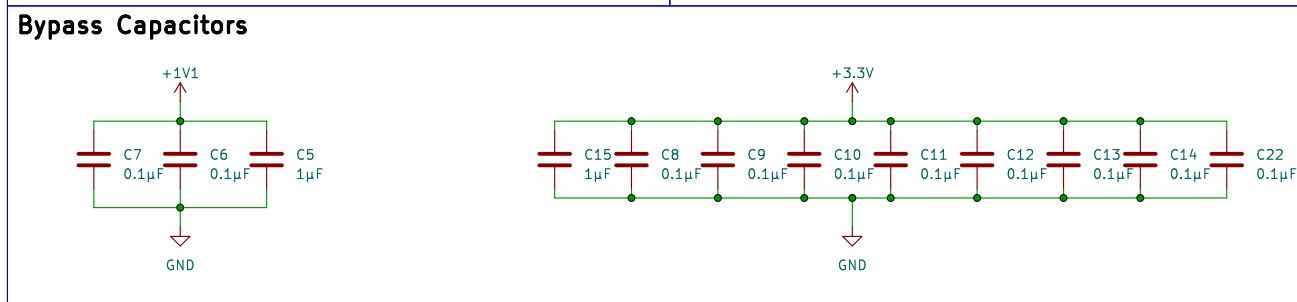 Bypass Capacitors
+1V1
+3.3V
C7
0.1µF
C6
0.1µF
C5
1µF
C15
1µF
C8
0.1µF
C9
0.1µF
C10
0.1µF
C11
0.1µF
C12
0.1µF
C13
0.1µF
C14
0.1µF
C22
0.1µF
GND
GND